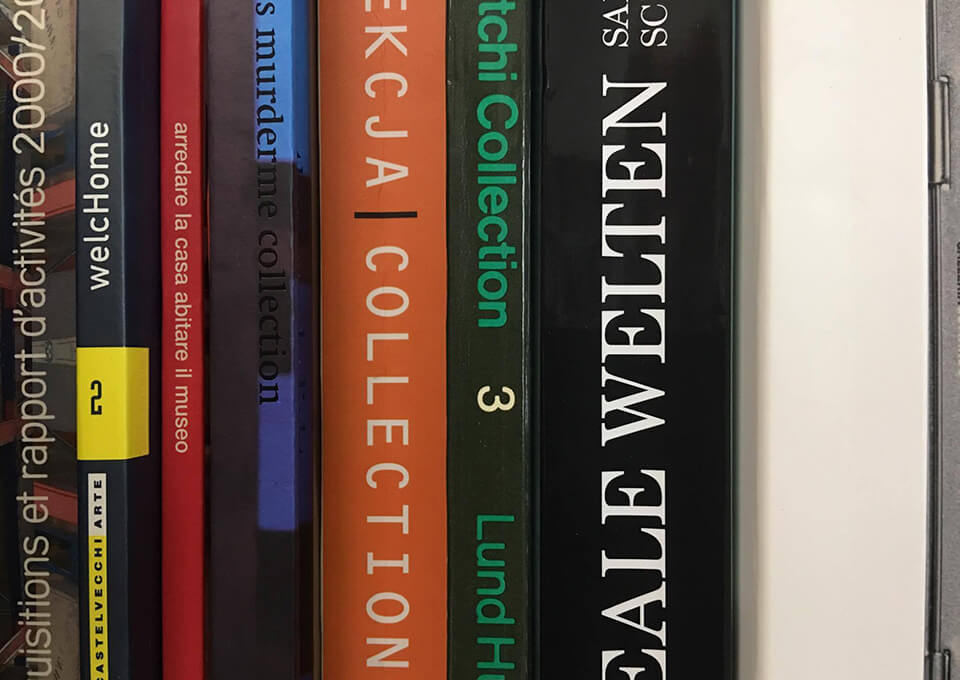 uisitions et rapport d'activités 2000/20
welcHome
2
CASTELVECCHI ARTE
arredare la casa abitare il museo
s murderme collection
EKCJA | COLLECTION
tchi Collection 3 Lund H
EALE WELTEN
SA
SC